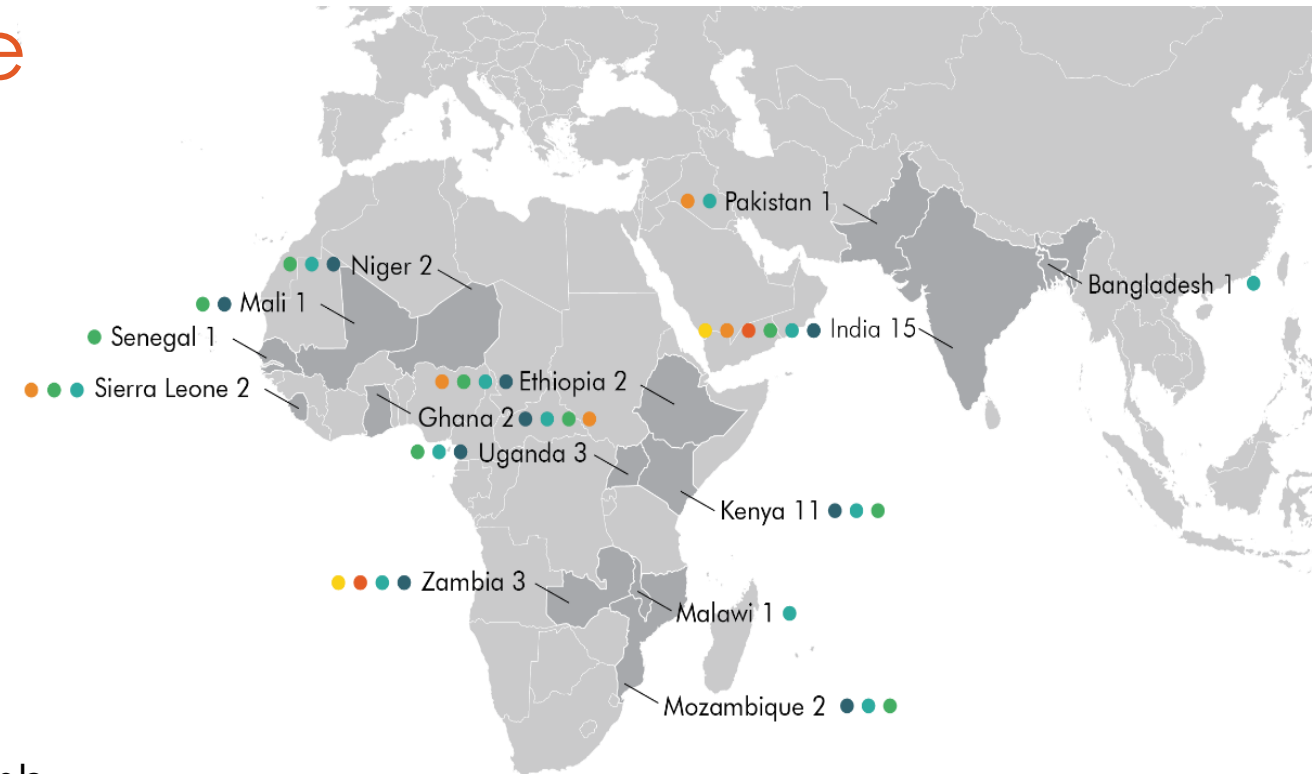 e
Pakistan 1
Niger 2
Bangladesh 1
Mali 1
India 15
Senegal 1
Sierra Leone 2
Ethiopia 2
Ghana 2
Uganda 3
Kenya 11
Zambia 3
Malawi 1
Mozambique 2